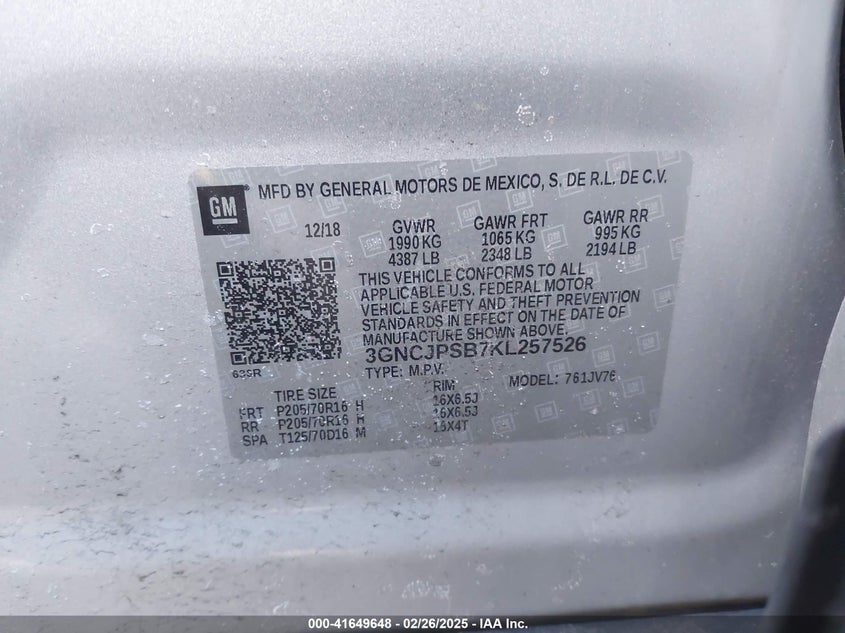 GM
® MFD BY GENERAL MOTORS DE MEXICO, S. DE R.L. DE C.V.
12/18 GVWR GAWR FRT GAWR RR
1990 KG 1065 KG 995 KG
4387 LB 2348 LB 2194 LB
THIS VEHICLE CONFORMS TO ALL
APPLICABLE U.S. FEDERAL MOTOR
VEHICLE SAFETY AND THEFT PREVENTION
STANDARDS IN EFFECT ON THE DATE OF
MANUFACTURE SHOWN ABOVE.
3GNCJPSB7KL257526
TYPE: M.P.V. MODEL: 761JV76
TIRE SIZE RIM
FRT P205/70R16 H 16X6.5J
RR P205/70R16 H 16X6.5J
SPA T125/70D16 M 16X4T
000-41649648 - 02/26/2025 - IAAI.com